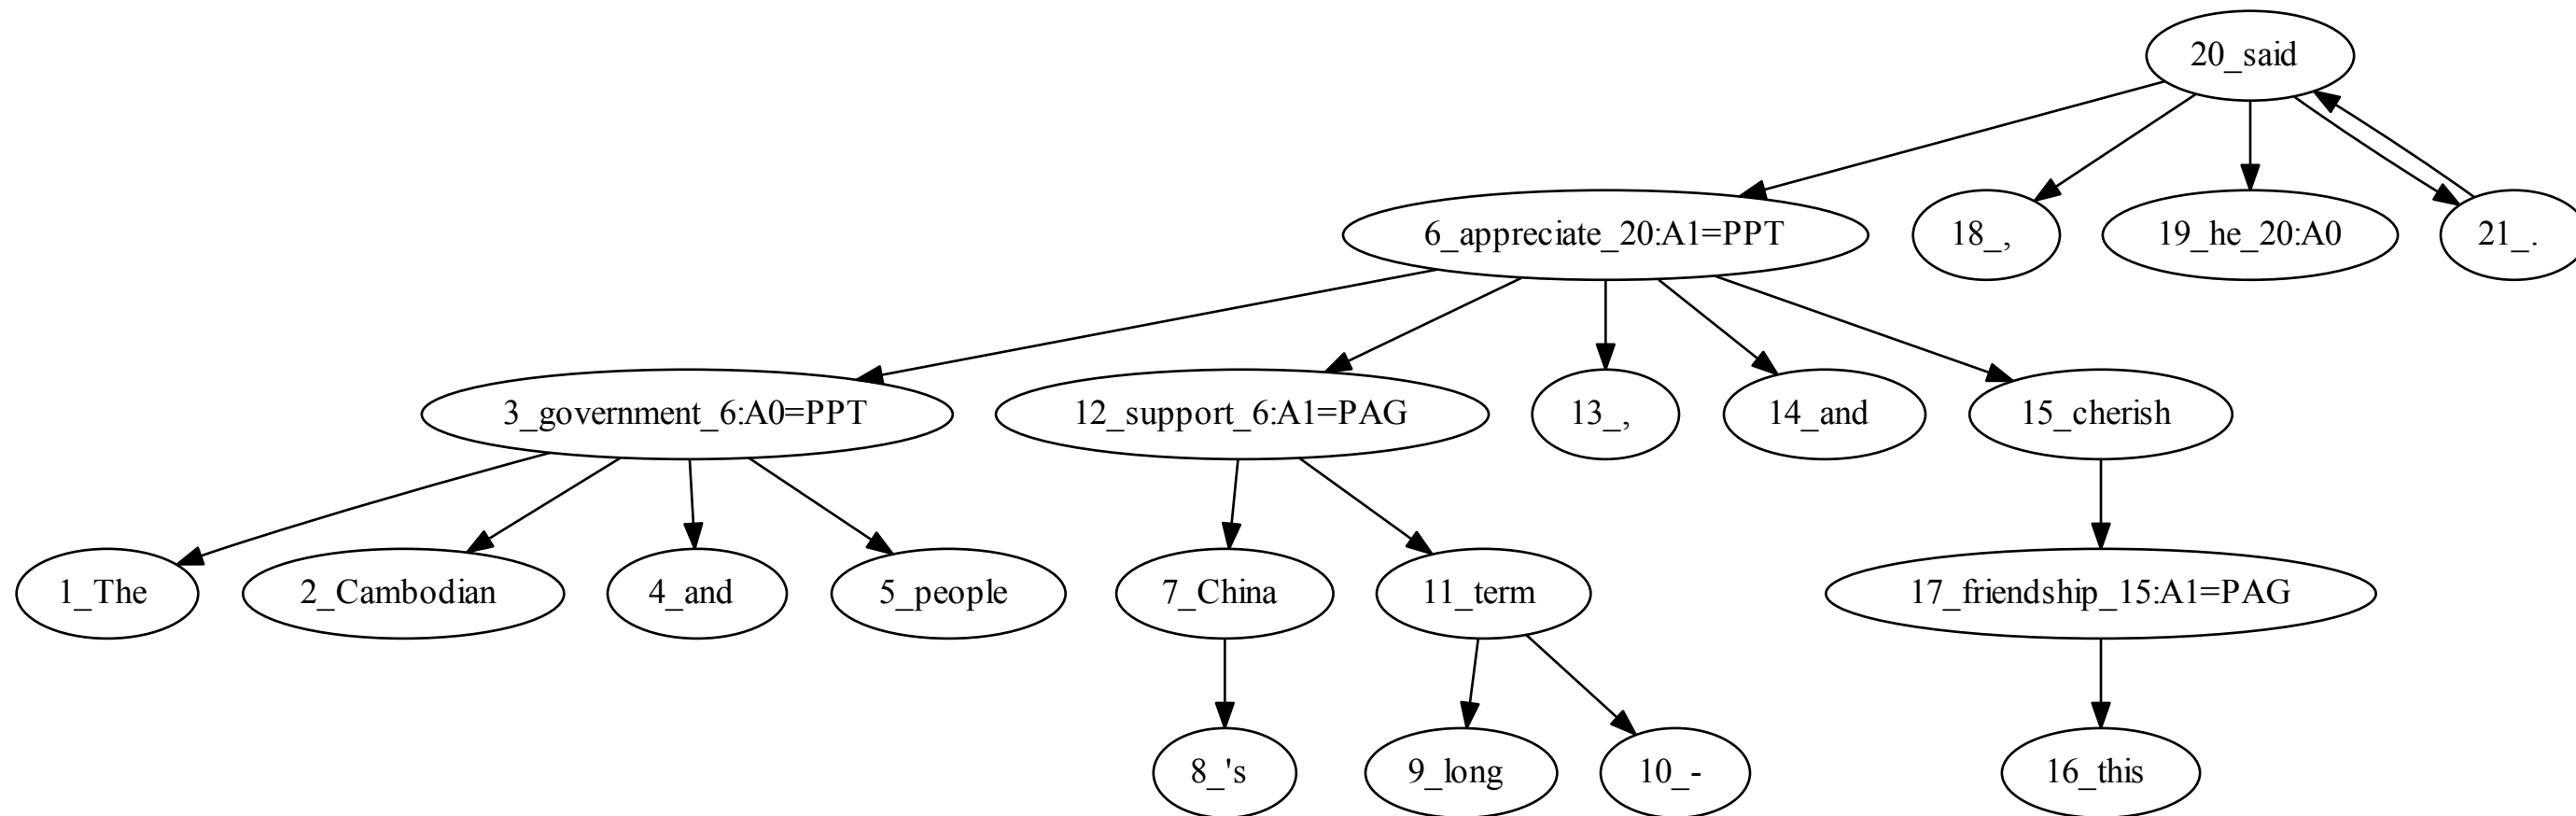 20_said
6_appreciate_20:A1=PPT
18_,
19_he_20:A0
21_.
3_government_6:A0=PPT
12_support_6:A1=PAG
13_,
14_and
15_cherish
1_The
2_Cambodian
4_and
5_people
7_China
11_term
17_friendship_15:A1=PAG
8_'s
9_long
10_-
16_this